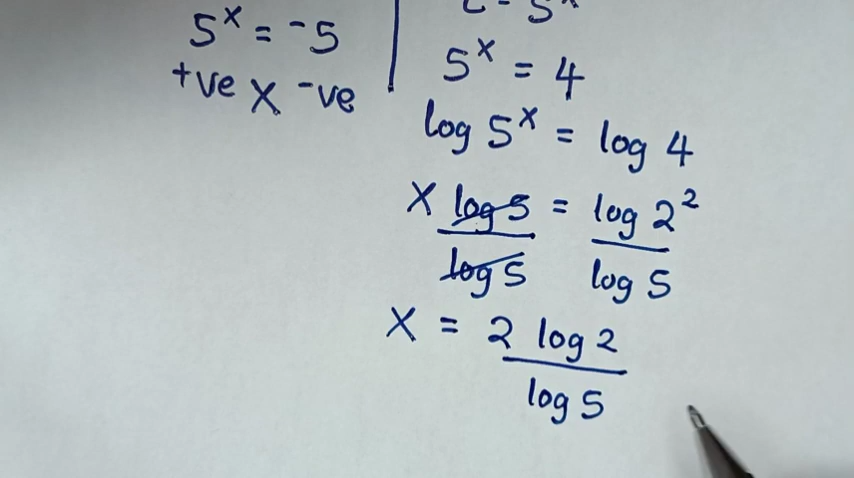 5^x = -5
+ve x -ve
5^x = 4
log 5^x = log 4
x log 5 = log 2^2
log 5 log 5
x = 2 log 2
log 5